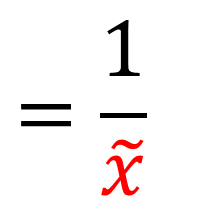 = 1/x̃